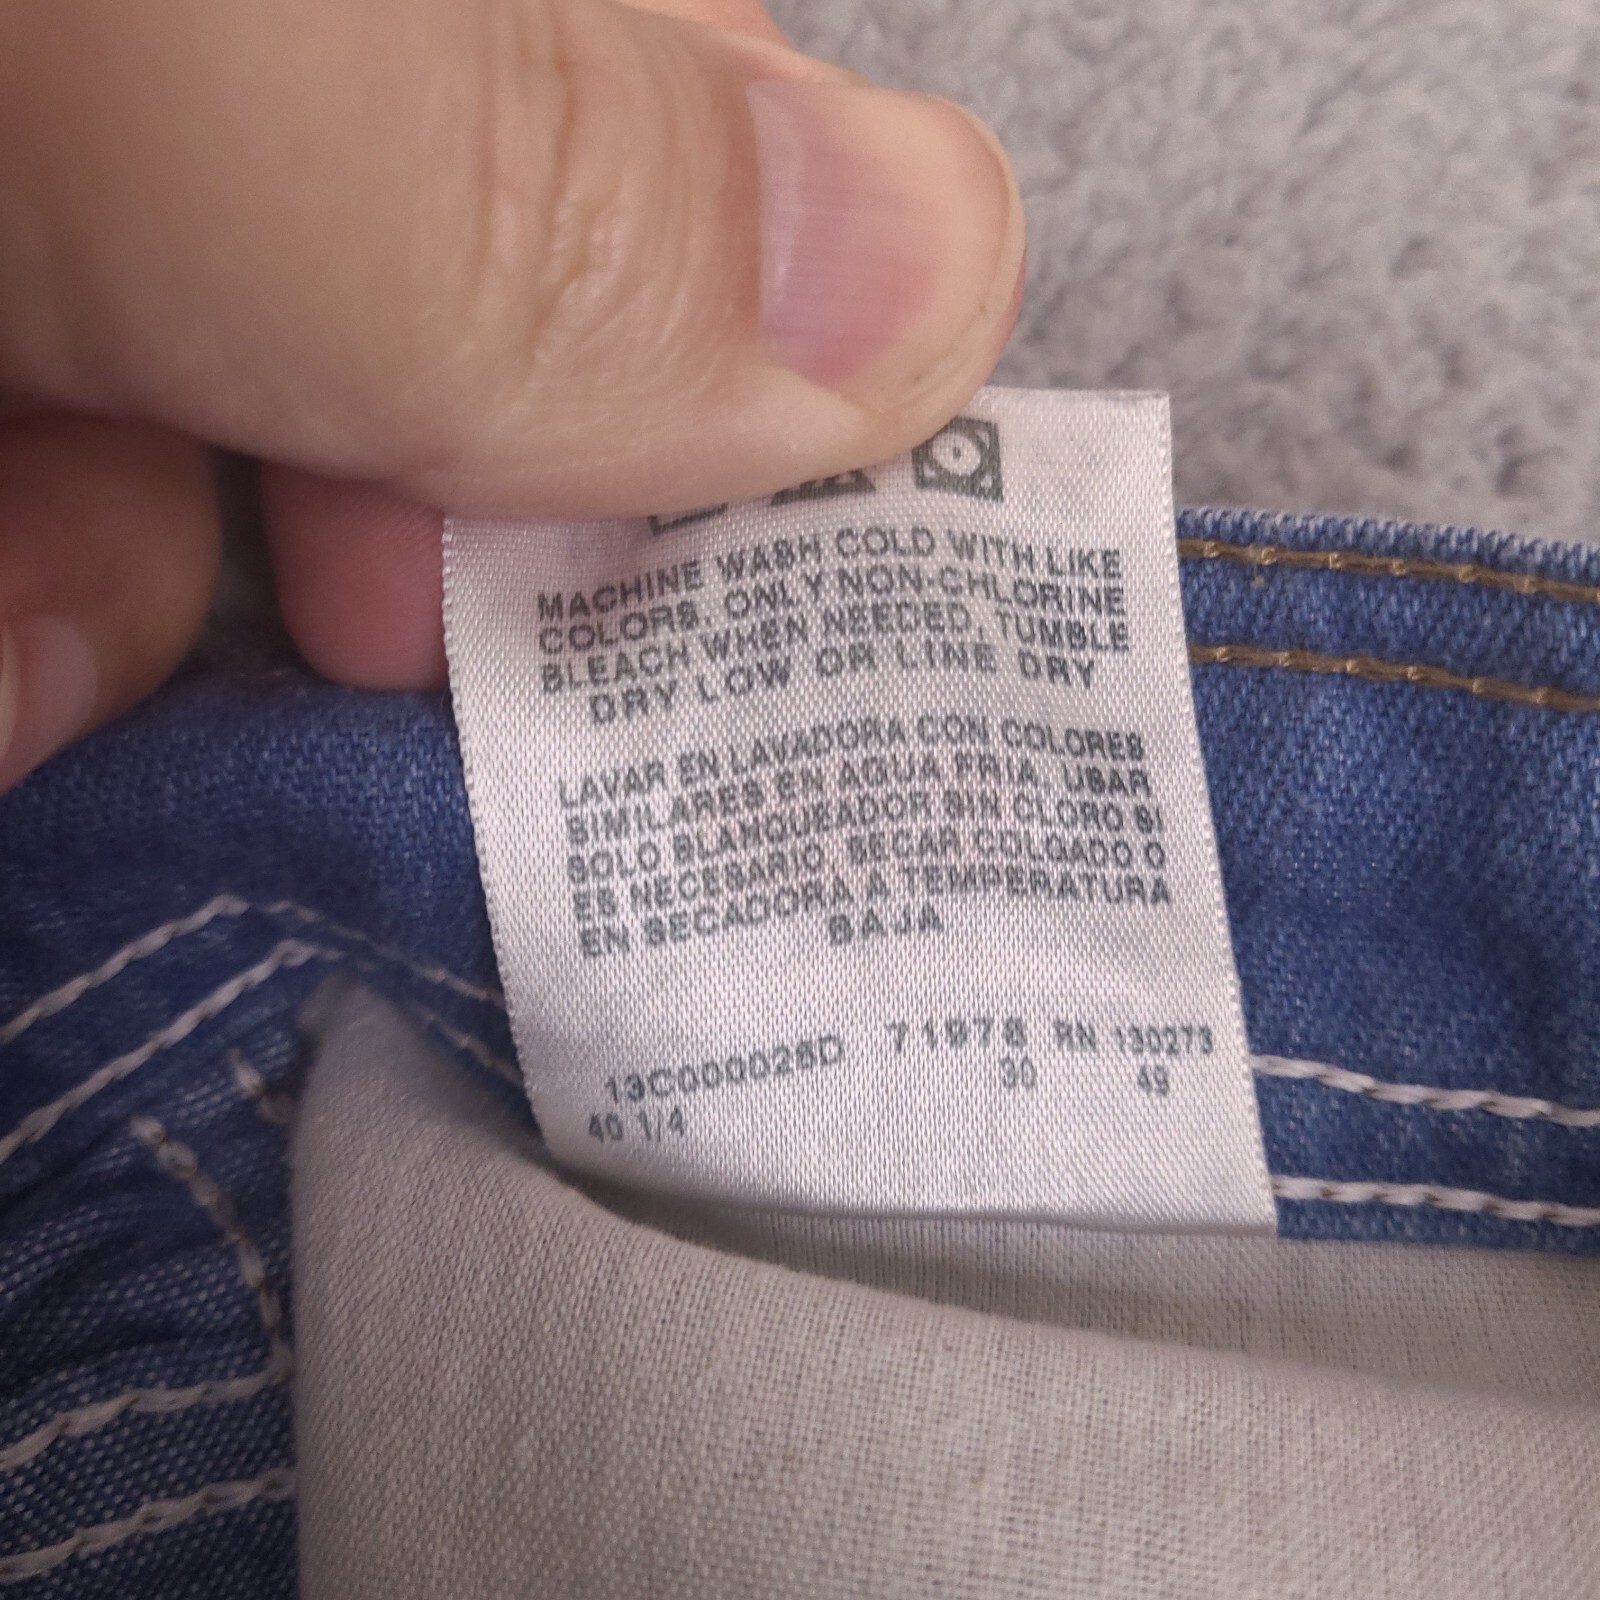 MACHINE WASH COLD WITH LIKE
COLORS. ONLY NON-CHLORINE
BLEACH WHEN NEEDED. TUMBLE
DRY LOW OR LINE DRY
LAVAR EN LAVADORA CON COLORES
SIMILARES EN AGUA FRIA. USAR
SOLO BLANQUEADOR SIN CLORO SI
ES NECESARIO. SECAR COLGADO O
EN SECADORA A TEMPERATURA
BAJA
13C000026D 71978 RN 130273
40 1/4 30 49